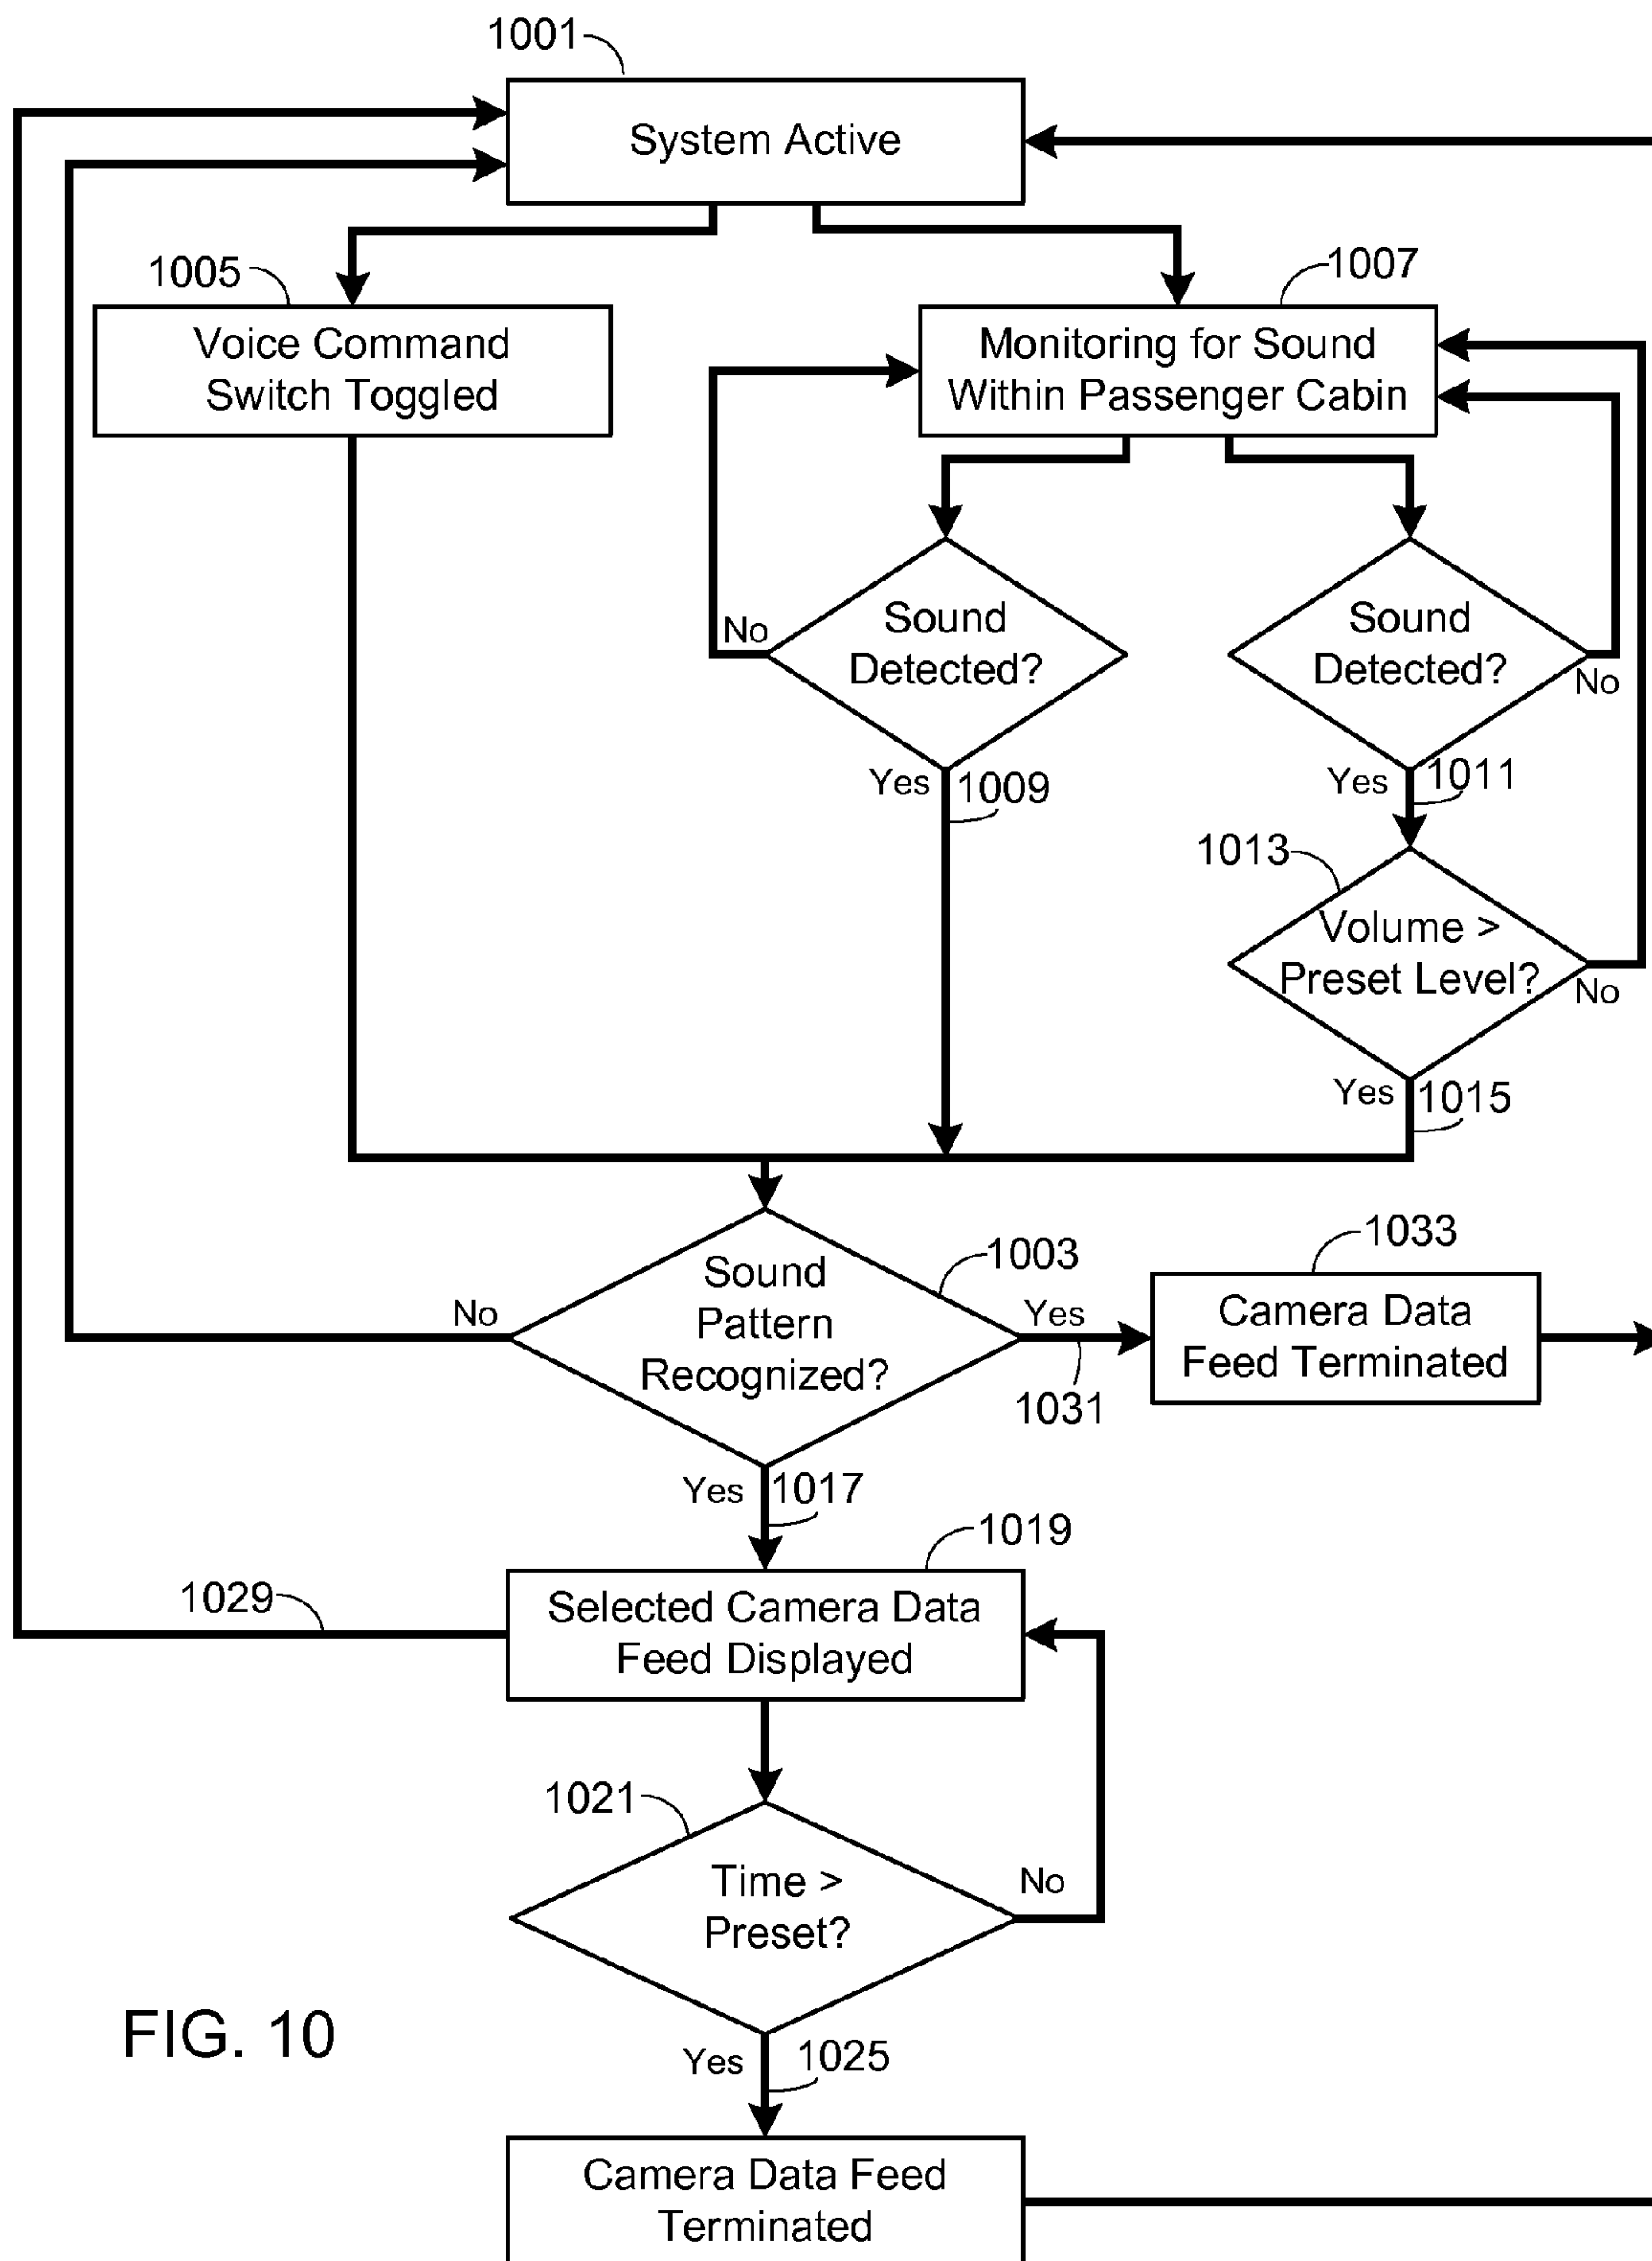 1001
System Active
1005
Voice Command
Switch Toggled
1007
Monitoring for Sound
Within Passenger Cabin
Sound
Detected?
No
Yes
1009
Sound
Detected?
No
Yes
1011
1013
Volume >
Preset Level?
No
Yes
1015
1003
Sound
Pattern
Recognized?
No
Yes
1031
1033
Camera Data
Feed Terminated
Yes
1017
1019
Selected Camera Data
Feed Displayed
1029
1021
Time >
Preset?
No
Yes
1025
Camera Data Feed
Terminated
FIG. 10